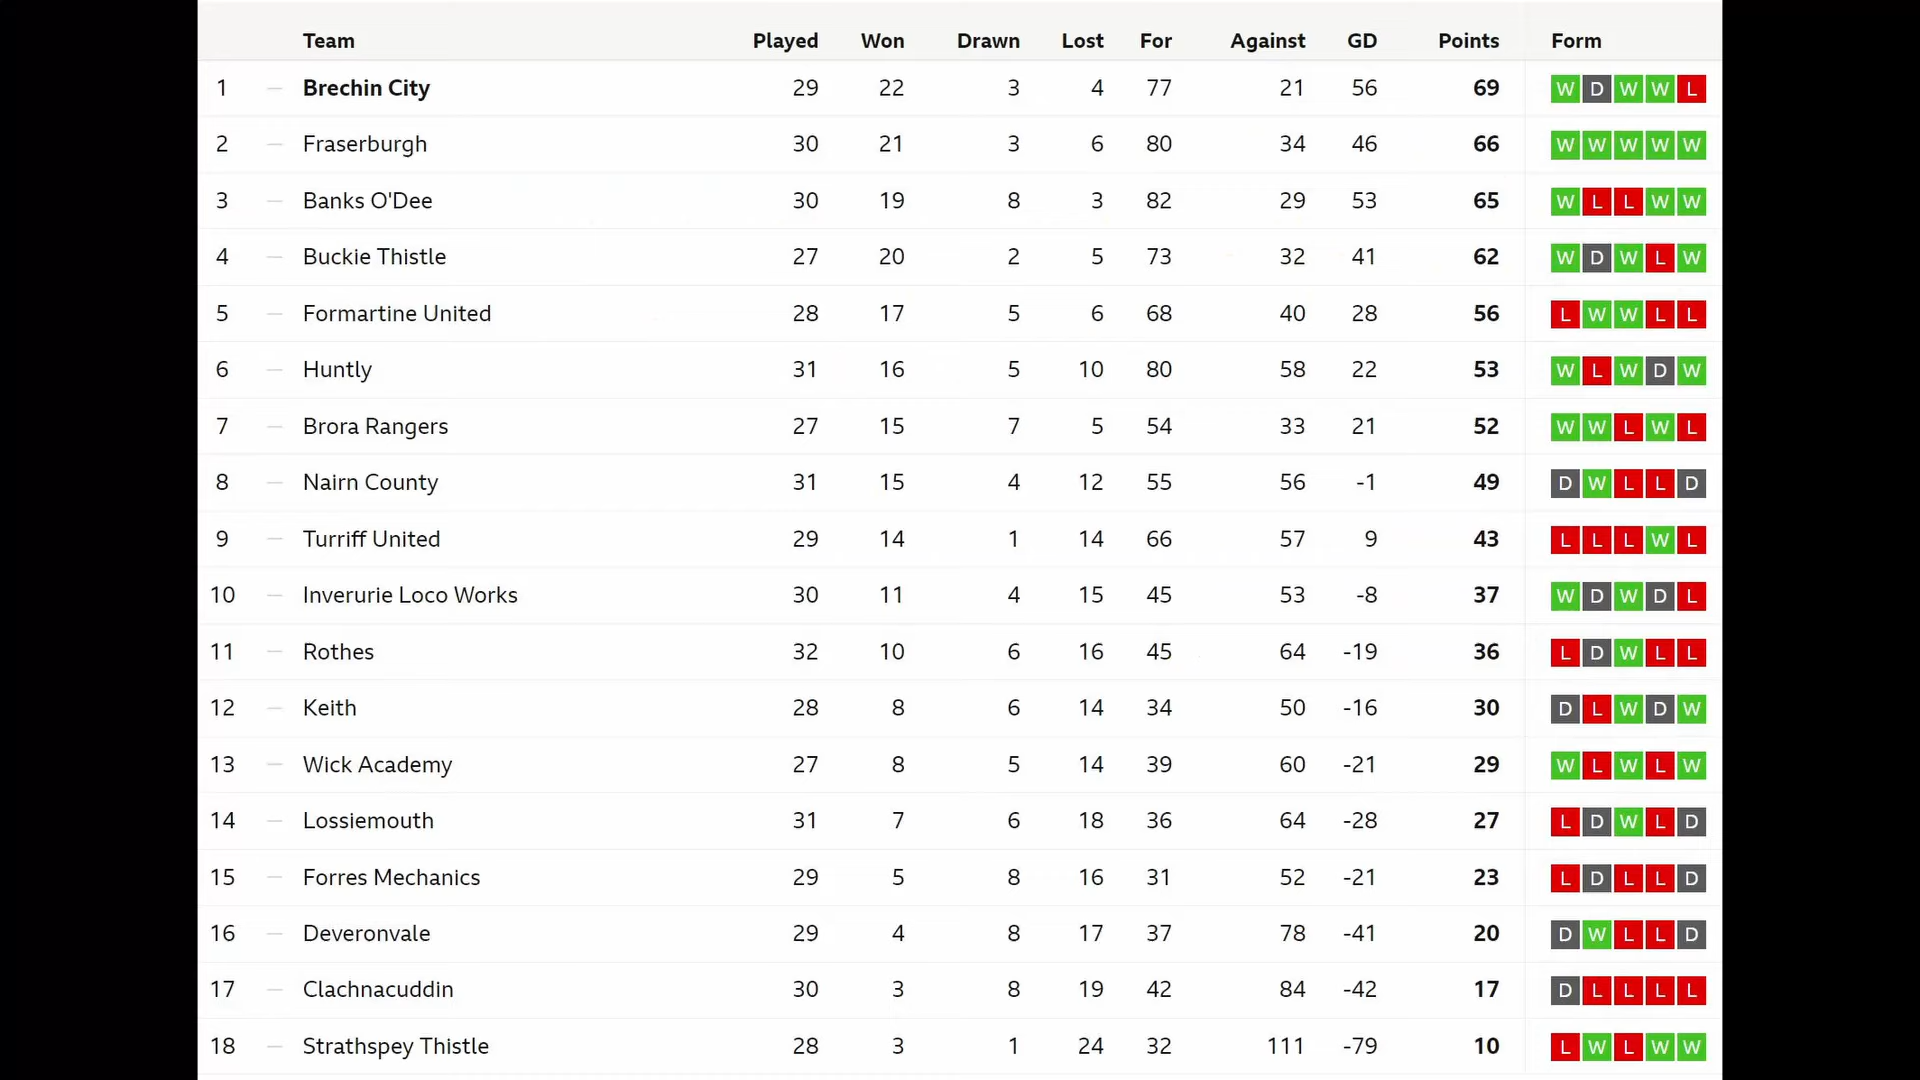 Team Played Won Drawn Lost For Against GD Points Form
1 — Brechin City 29 22 3 4 77 21 56 69 W D W W L
2 — Fraserburgh 30 21 3 6 80 34 46 66 W W W W W
3 — Banks O'Dee 30 19 8 3 82 29 53 65 W L L W W
4 — Buckie Thistle 27 20 2 5 73 32 41 62 W D W L W
5 — Formartine United 28 17 5 6 68 40 28 56 L W W L L
6 — Huntly 31 16 5 10 80 58 22 53 W L W D W
7 — Brora Rangers 27 15 7 5 54 33 21 52 W W L W L
8 — Nairn County 31 15 4 12 55 56 -1 49 D W L L D
9 — Turriff United 29 14 1 14 66 57 9 43 L L L W L
10 — Inverurie Loco Works 30 11 4 15 45 53 -8 37 W D W D L
11 — Rothes 32 10 6 16 45 64 -19 36 L D W L L
12 — Keith 28 8 6 14 34 50 -16 30 D L W D W
13 — Wick Academy 27 8 5 14 39 60 -21 29 W L W L W
14 — Lossiemouth 31 7 6 18 36 64 -28 27 L D W L D
15 — Forres Mechanics 29 5 8 16 31 52 -21 23 L D L L D
16 — Deveronvale 29 4 8 17 37 78 -41 20 D W L L D
17 — Clachnacuddin 30 3 8 19 42 84 -42 17 D L L L L
18 — Strathspey Thistle 28 3 1 24 32 111 -79 10 L W L W W